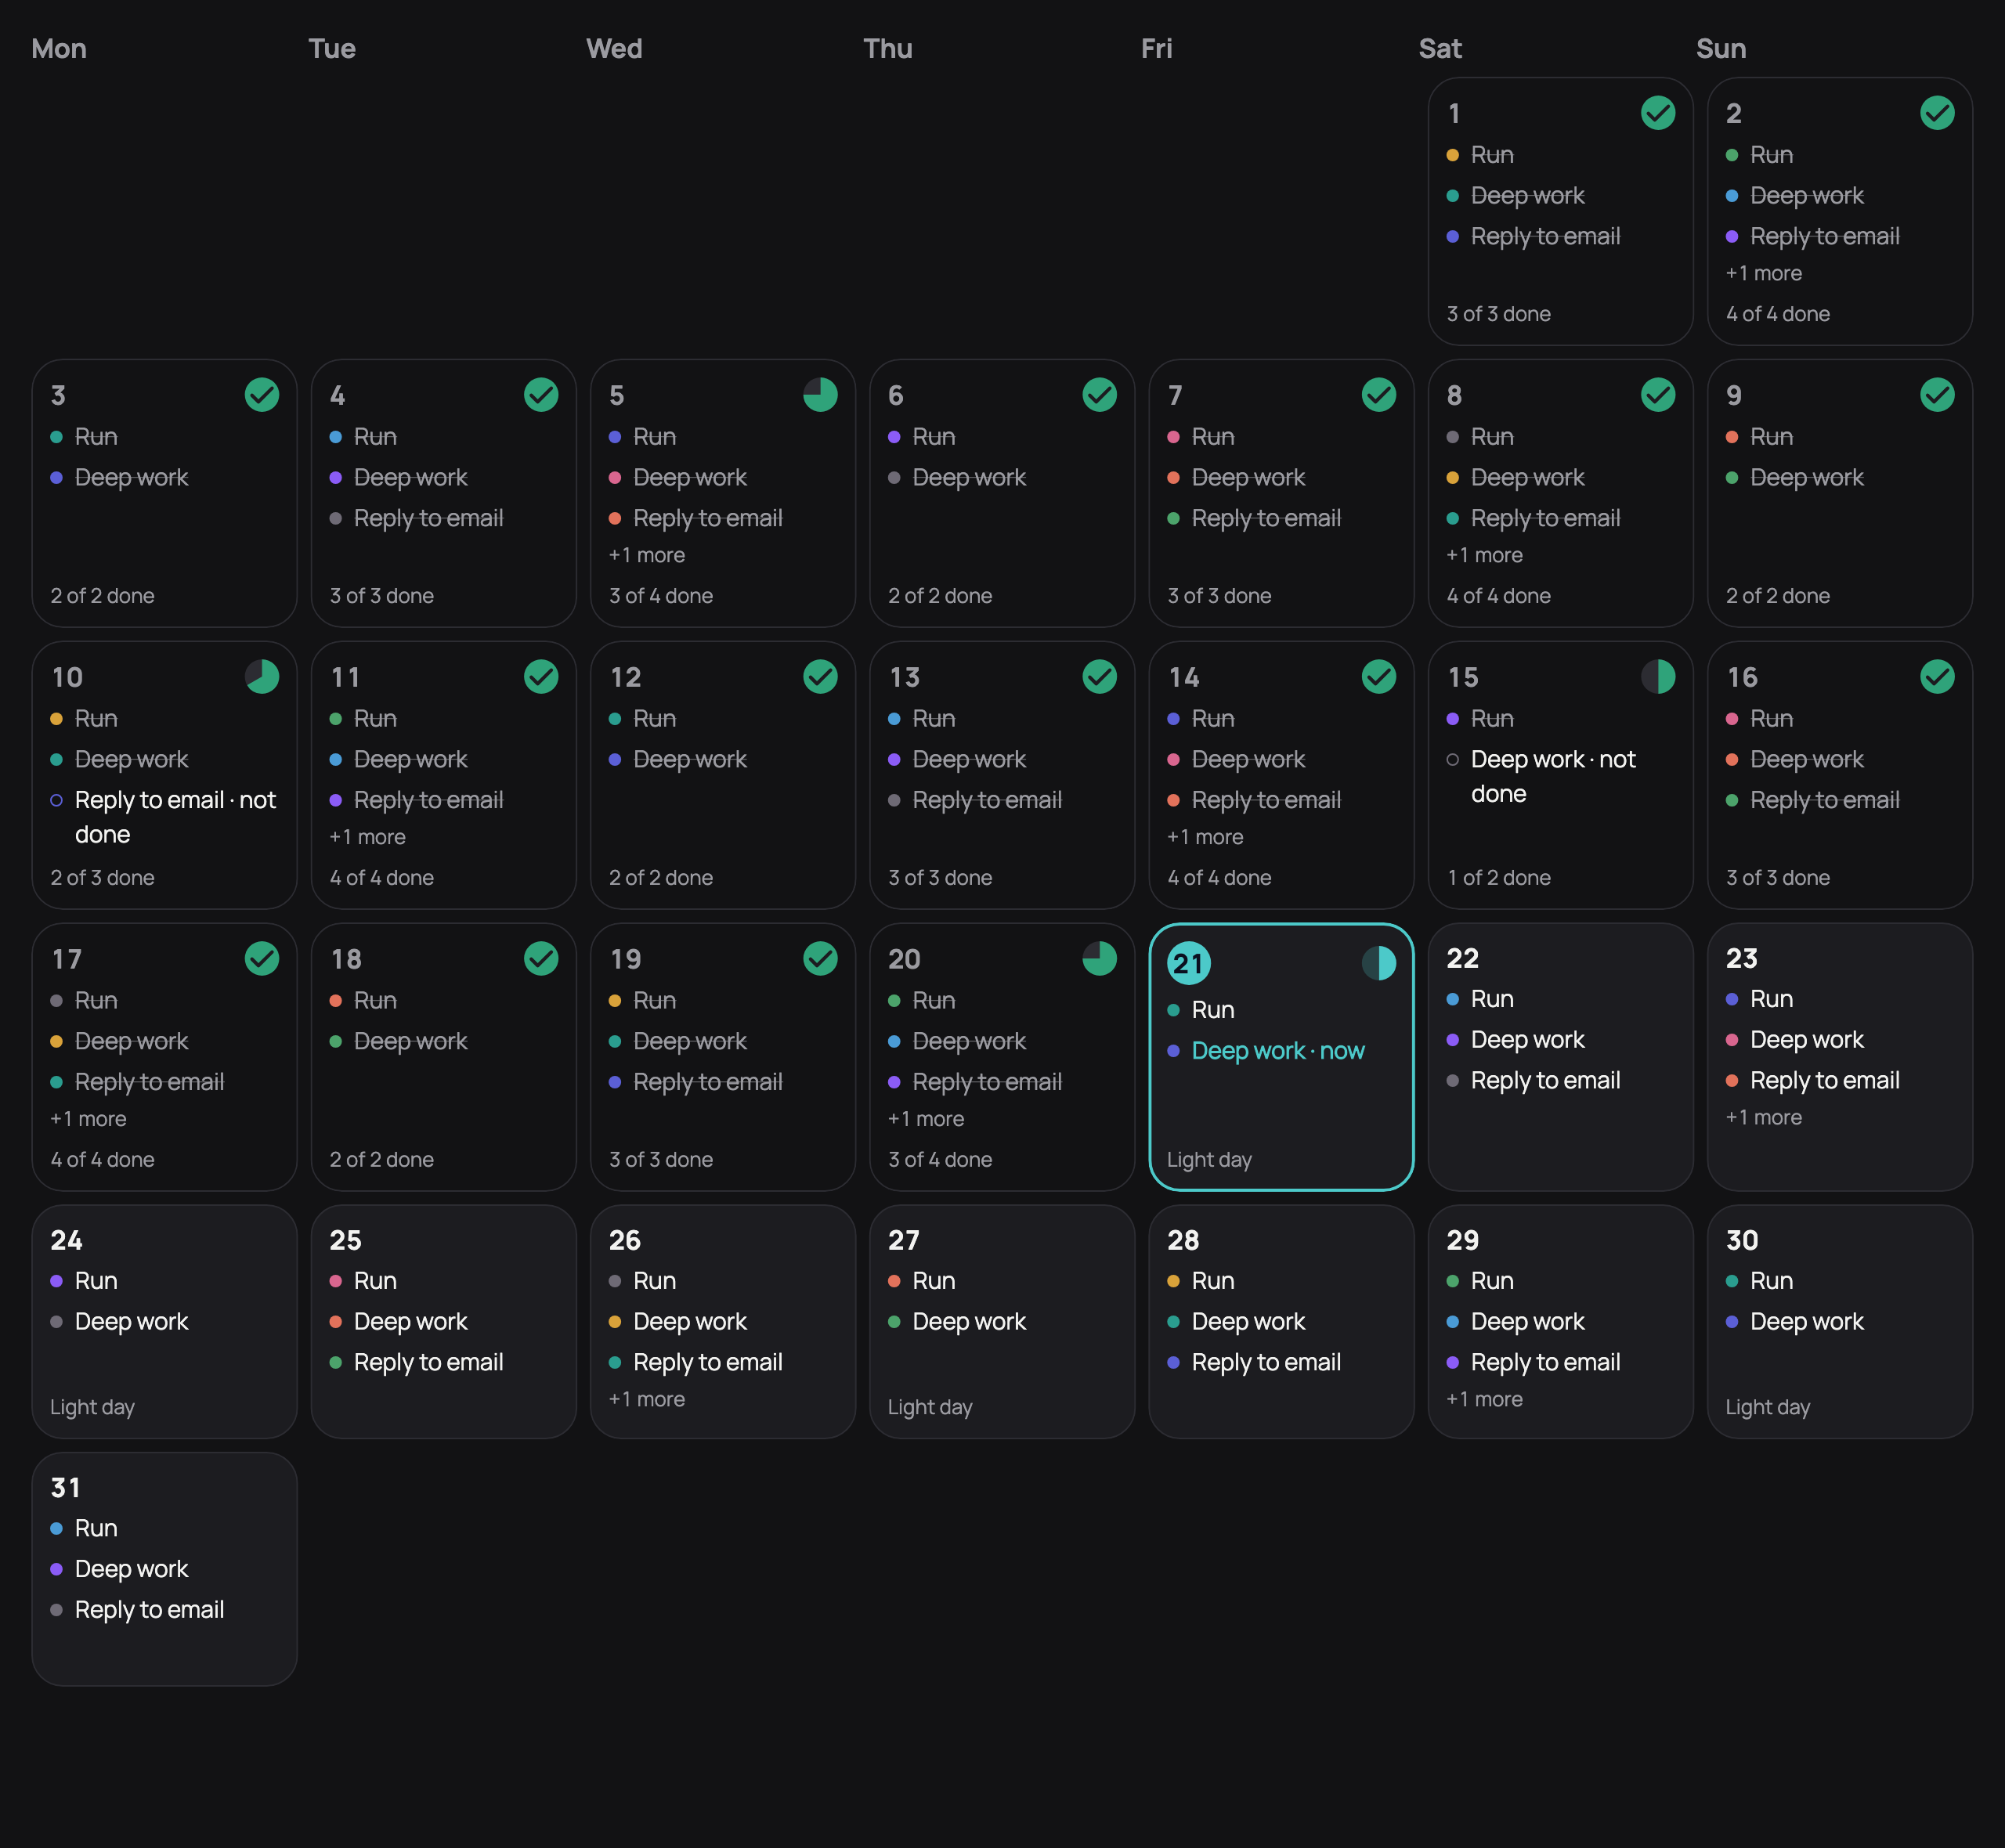 Mon Tue Wed Thu Fri Sat Sun
1
Run
Deep work
Reply to email
3 of 3 done
2
Run
Deep work
Reply to email
+1 more
4 of 4 done
3
Run
Deep work
2 of 2 done
4
Run
Deep work
Reply to email
3 of 3 done
5
Run
Deep work
Reply to email
+1 more
3 of 4 done
6
Run
Deep work
2 of 2 done
7
Run
Deep work
Reply to email
3 of 3 done
8
Run
Deep work
Reply to email
+1 more
4 of 4 done
9
Run
Deep work
2 of 2 done
10
Run
Deep work
Reply to email · not
done
2 of 3 done
11
Run
Deep work
Reply to email
+1 more
4 of 4 done
12
Run
Deep work
2 of 2 done
13
Run
Deep work
Reply to email
3 of 3 done
14
Run
Deep work
Reply to email
+1 more
4 of 4 done
15
Run
Deep work · not
done
1 of 2 done
16
Run
Deep work
Reply to email
3 of 3 done
17
Run
Deep work
Reply to email
+1 more
4 of 4 done
18
Run
Deep work
2 of 2 done
19
Run
Deep work
Reply to email
3 of 3 done
20
Run
Deep work
Reply to email
+1 more
3 of 4 done
21
Run
Deep work · now
Light day
22
Run
Deep work
Reply to email
23
Run
Deep work
Reply to email
+1 more
24
Run
Deep work
Light day
25
Run
Deep work
Reply to email
26
Run
Deep work
Reply to email
+1 more
27
Run
Deep work
Light day
28
Run
Deep work
Reply to email
29
Run
Deep work
Reply to email
+1 more
30
Run
Deep work
Light day
31
Run
Deep work
Reply to email